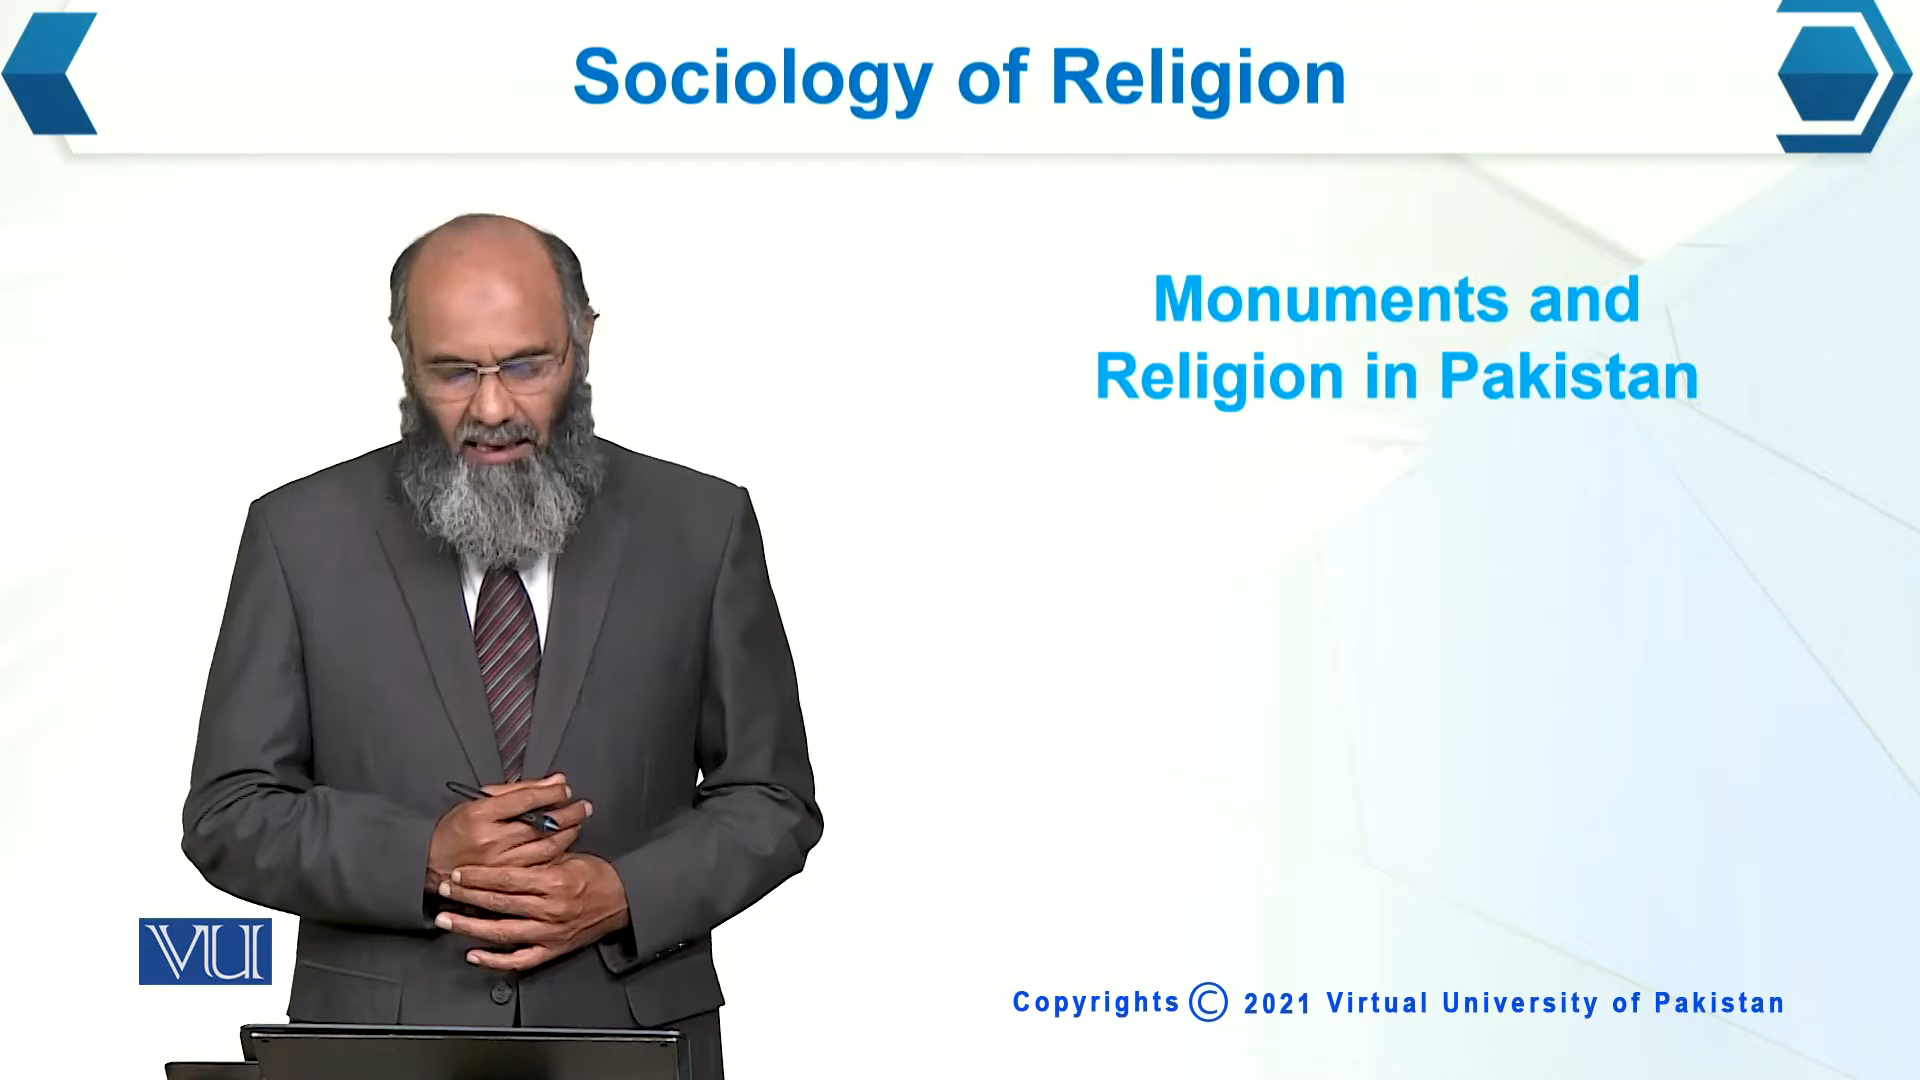 Sociology of Religion
Monuments and
Religion in Pakistan
VU
Copyrights © 2021 Virtual University of Pakistan